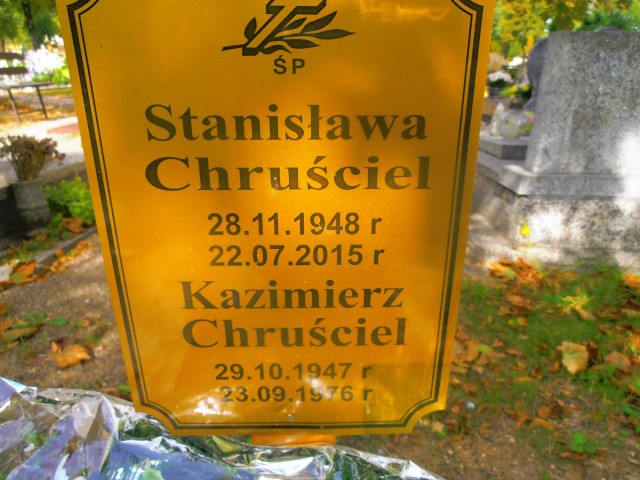 ŚP
Stanisława
Chruściel
28.11.1948 r
22.07.2015 r
Kazimierz
Chruściel
29.10.1947 r
23.09.1976 r